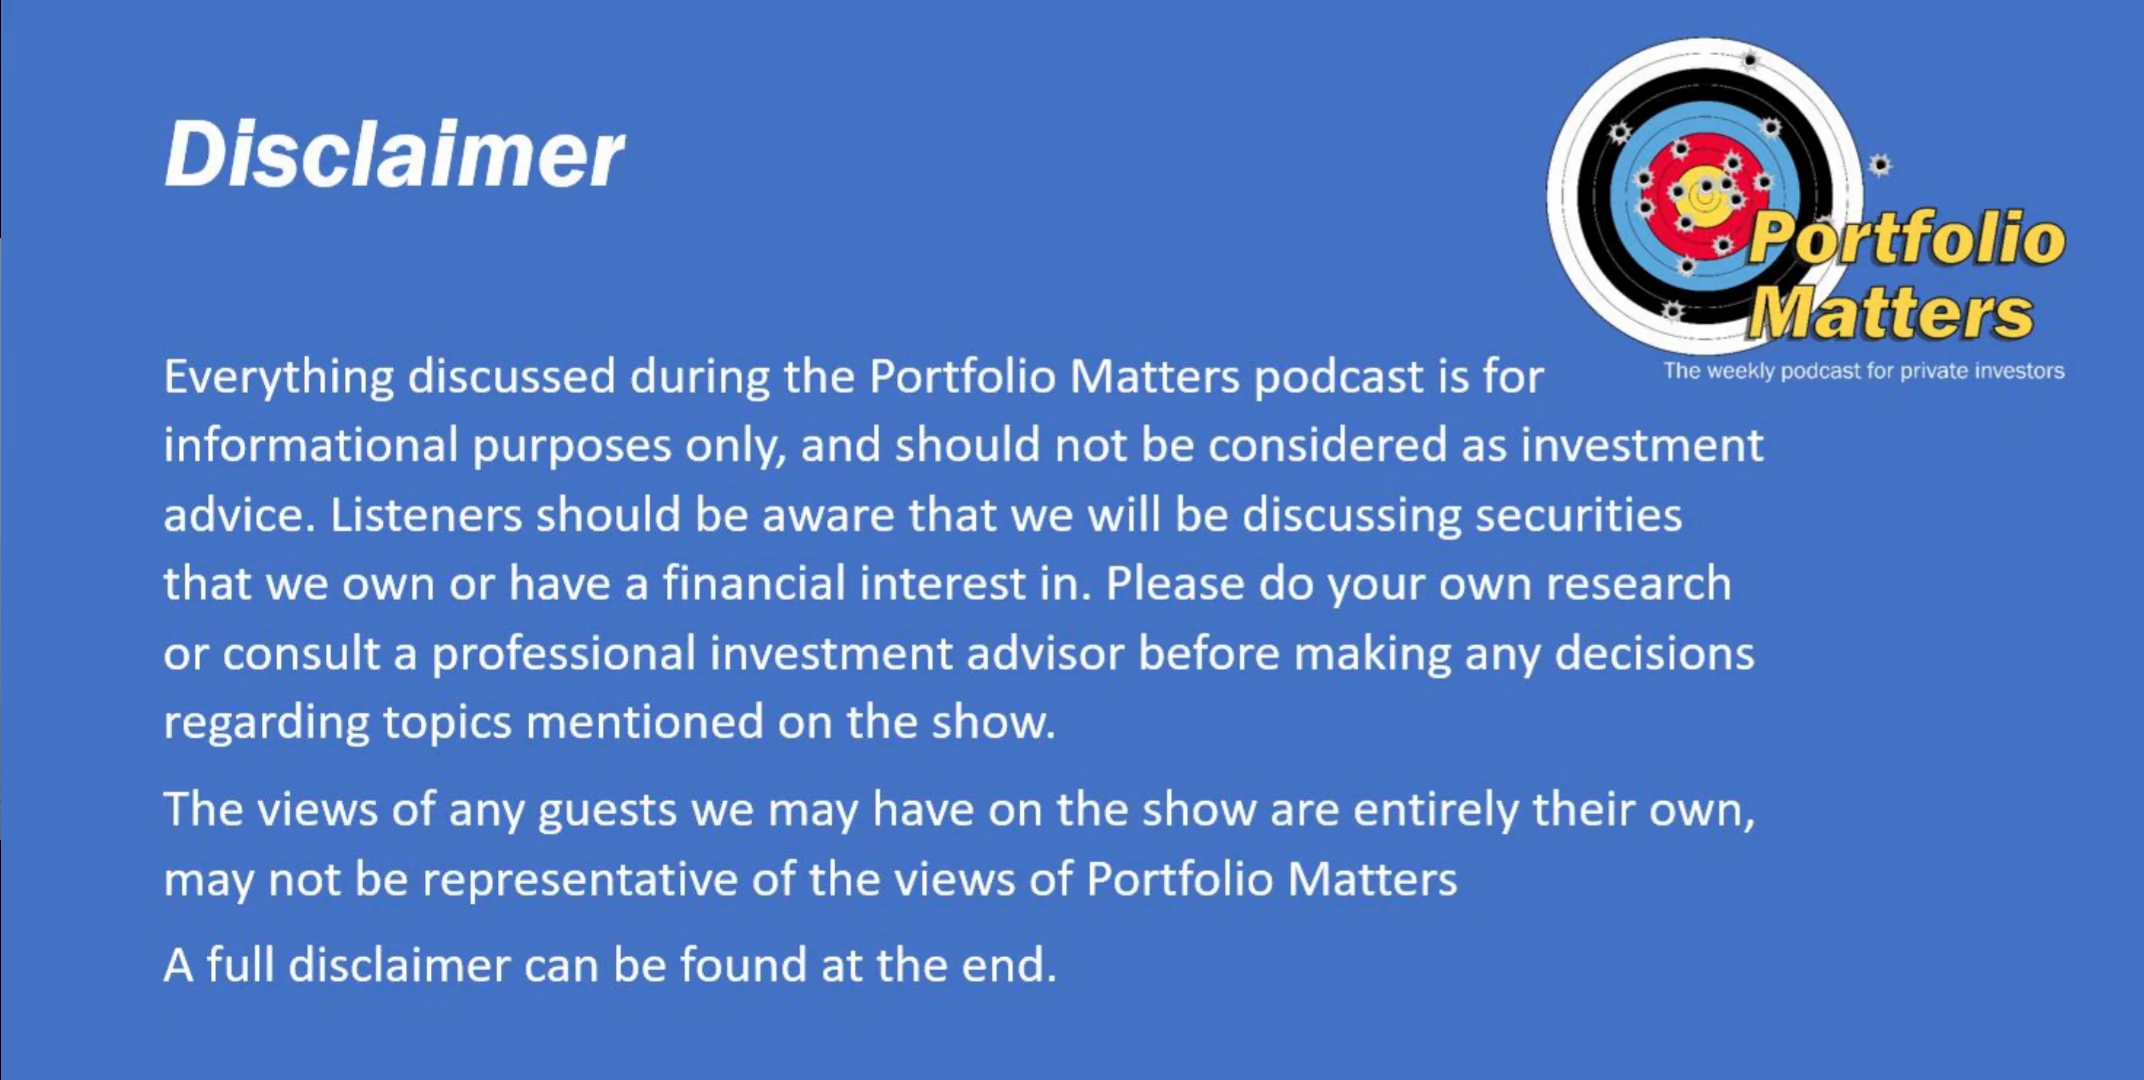 Disclaimer
Portfolio
Matters
The weekly podcast for private investors
Everything discussed during the Portfolio Matters podcast is for
informational purposes only, and should not be considered as investment
advice. Listeners should be aware that we will be discussing securities
that we own or have a financial interest in. Please do your own research
or consult a professional investment advisor before making any decisions
regarding topics mentioned on the show.
The views of any guests we may have on the show are entirely their own,
may not be representative of the views of Portfolio Matters
A full disclaimer can be found at the end.